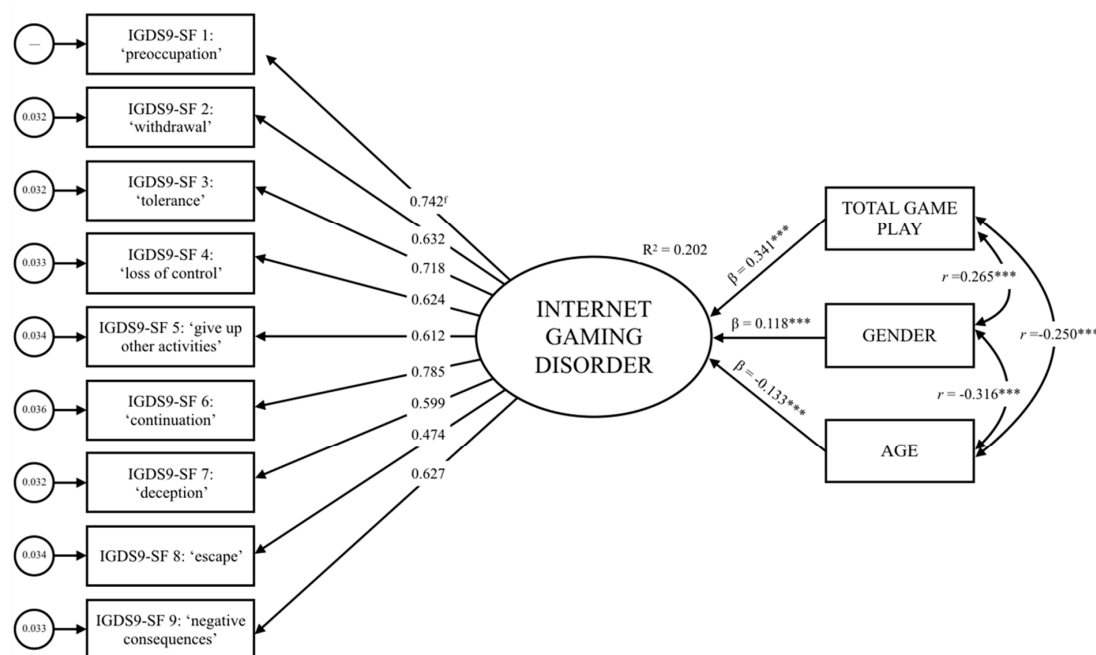 —
IGDS9-SF 1:
‘preoccupation’
0.032
IGDS9-SF 2:
‘withdrawal’
0.032
IGDS9-SF 3:
‘tolerance’
0.033
IGDS9-SF 4:
‘loss of control’
0.034
IGDS9-SF 5: ‘give up
other activities’
0.036
IGDS9-SF 6:
‘continuation’
0.032
IGDS9-SF 7:
‘deception’
0.034
IGDS9-SF 8: ‘escape’
0.033
IGDS9-SF 9: ‘negative
consequences’
0.742ᶠ
0.632
0.718
0.624
0.612
0.785
0.599
0.474
0.627
R² = 0.202
INTERNET
GAMING
DISORDER
β = 0.341***
β = 0.118***
β = -0.133***
TOTAL GAME
PLAY
GENDER
AGE
r =0.265***
r =-0.250***
r = -0.316***